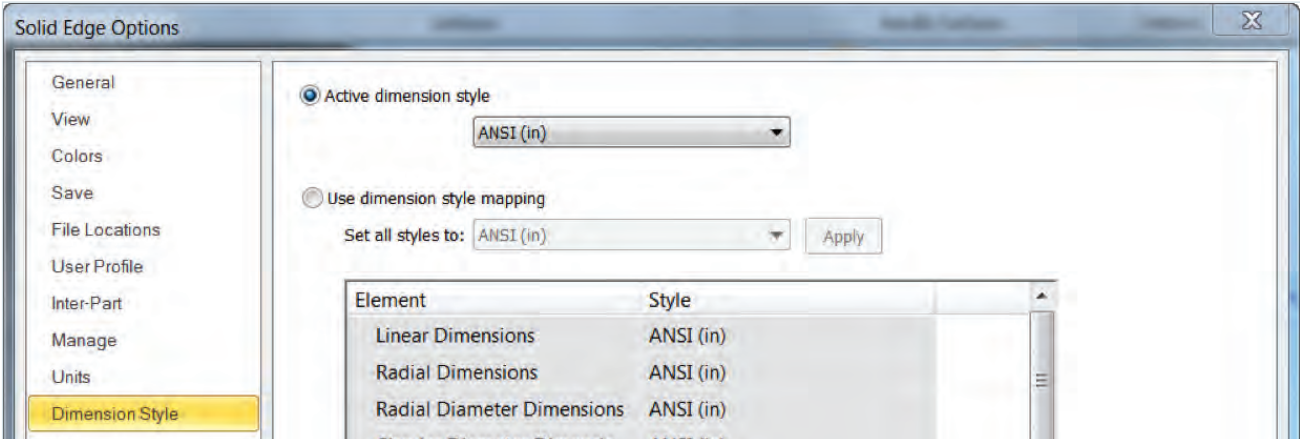 Solid Edge Options
General
View
Colors
Save
File Locations
User Profile
Inter-Part
Manage
Units
Dimension Style
Active dimension style
ANSI (in)
Use dimension style mapping
Set all styles to: ANSI (in) Apply
Element Style
Linear Dimensions ANSI (in)
Radial Dimensions ANSI (in)
Radial Diameter Dimensions ANSI (in)